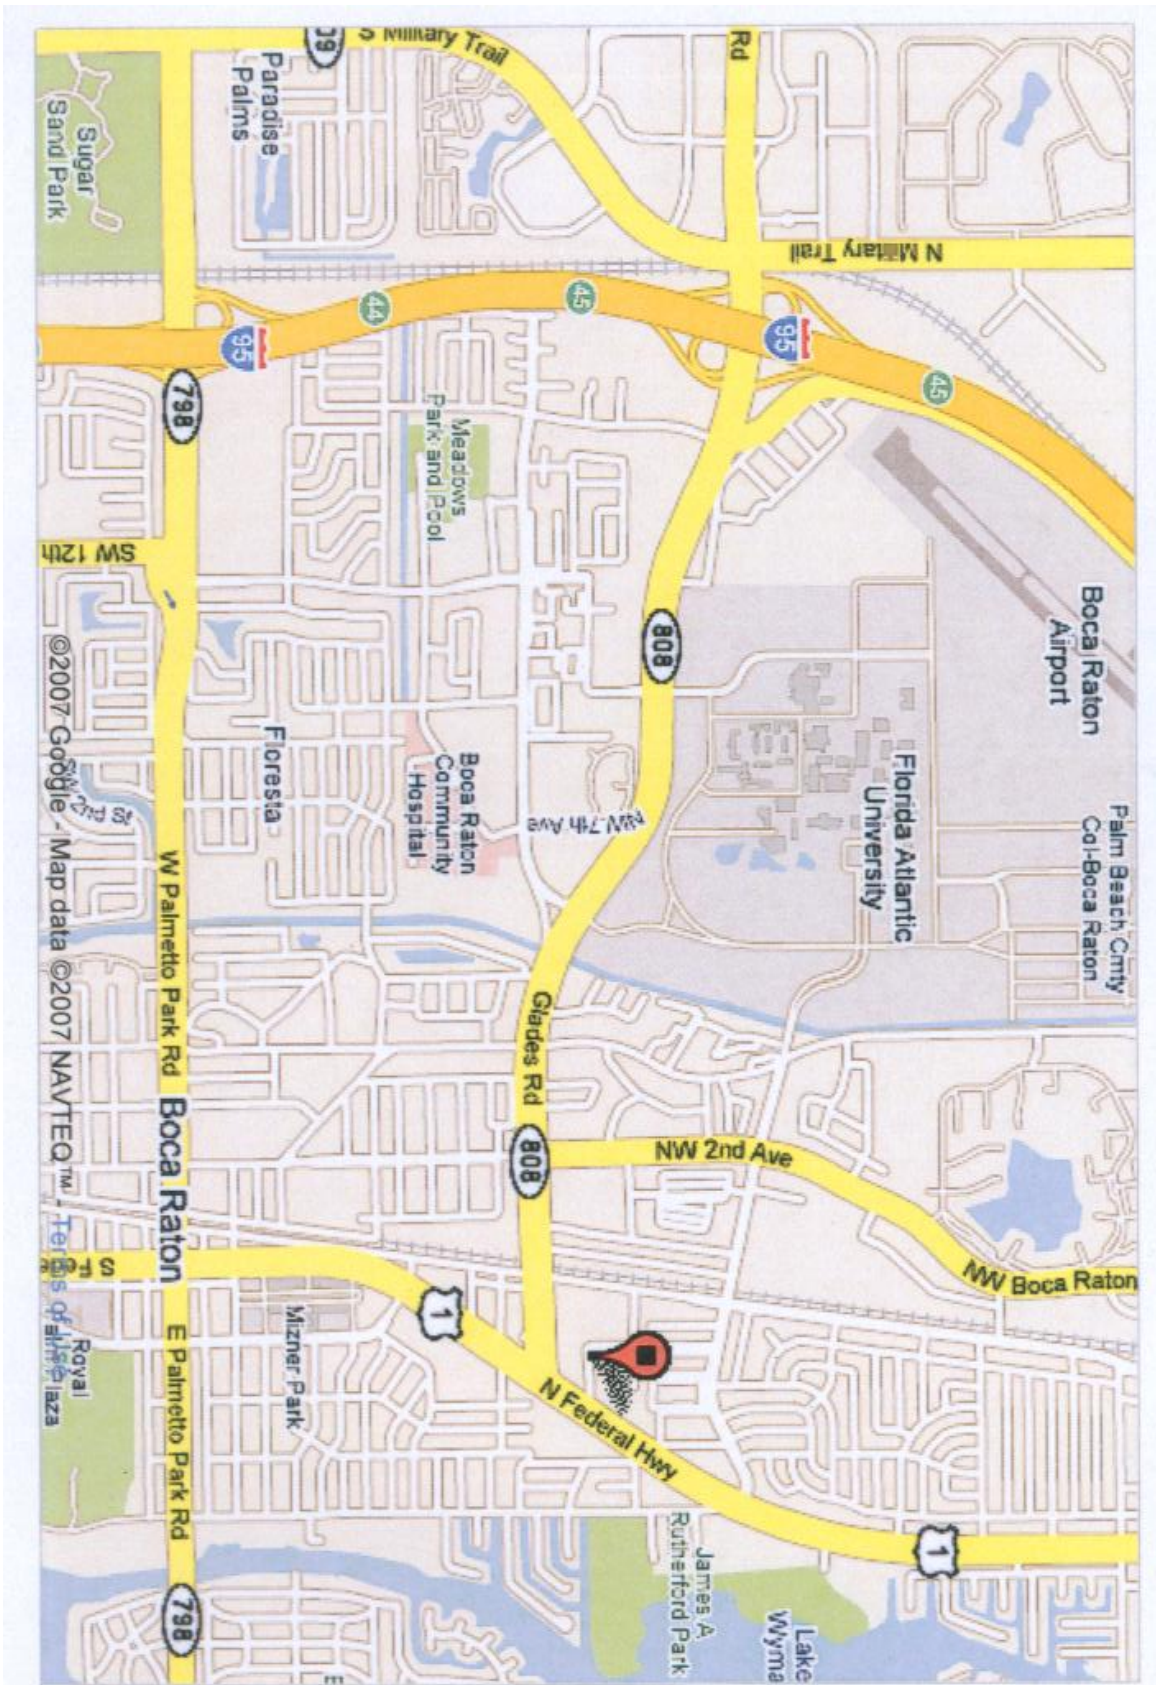 S Military Trail
Rd
N Military Trail
Paradise
Palms
Sugar
Sand Park
44
45
95
95
45
798
Meadows
Park and Pool
SW 12th
808
Boca Raton
Airport
Florida Atlantic
University
Palm Beach Cmty
Col-Boca Raton
NW 7th Ave
Boca Raton
Community
Hospital
Floresta
SW 2nd St
W Palmetto Park Rd
Glades Rd
808
NW 2nd Ave
NW Boca Raton
Boca Raton
1
Mizner Park
N Federal Hwy
E Palmetto Park Rd
Royal
Palm Plaza
James A
Rutherford Park
Lake
Wyma
1
798
©2007 Google - Map data ©2007 NAVTEQ™ - Terms of Use